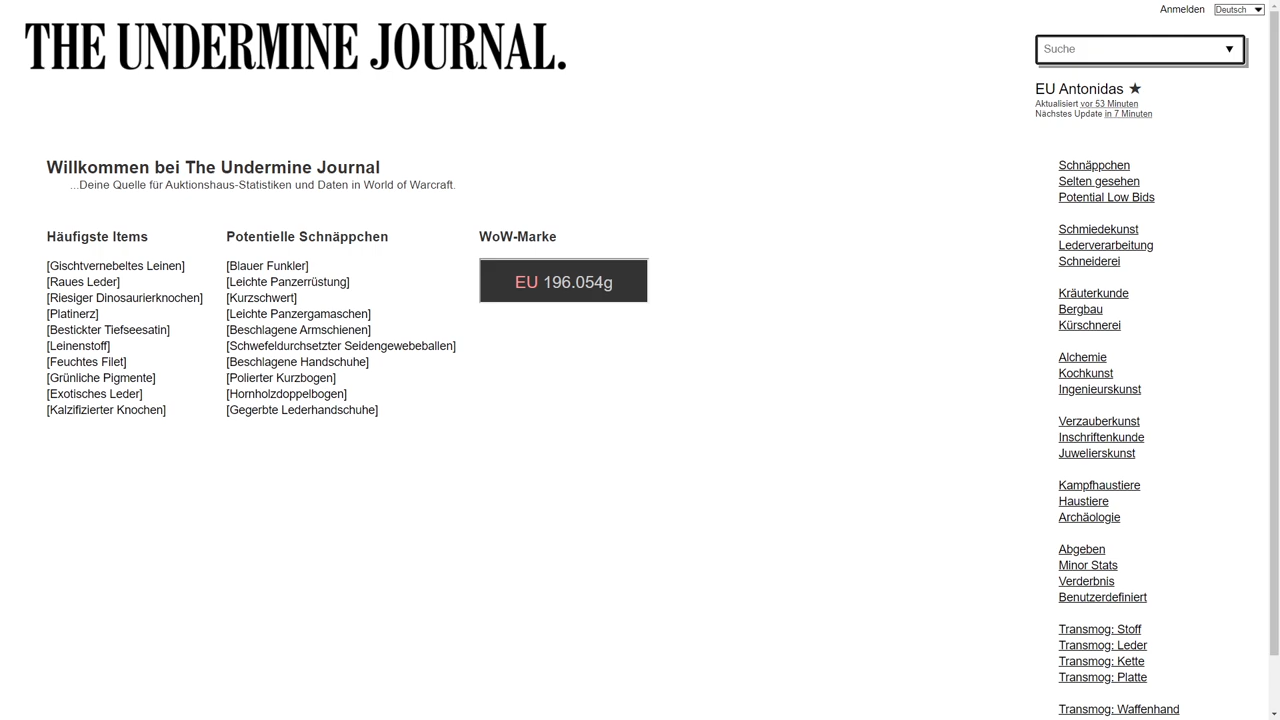 Anmelden Deutsch
THE UNDERMINE JOURNAL.
Suche
EU Antonidas ★
Aktualisiert vor 53 Minuten
Nächstes Update in 7 Minuten
Willkommen bei The Undermine Journal
...Deine Quelle für Auktionshaus-Statistiken und Daten in World of Warcraft.
Häufigste Items
[Gischtvernebeltes Leinen]
[Raues Leder]
[Riesiger Dinosaurierknochen]
[Platinerz]
[Bestickter Tiefseesatin]
[Leinenstoff]
[Feuchtes Filet]
[Grünliche Pigmente]
[Exotisches Leder]
[Kalzifizierter Knochen]
Potentielle Schnäppchen
[Blauer Funkler]
[Leichte Panzerrüstung]
[Kurzschwert]
[Leichte Panzergamaschen]
[Beschlagene Armschienen]
[Schwefeldurchsetzter Seidengewebeballen]
[Beschlagene Handschuhe]
[Polierter Kurzbogen]
[Hornholzdoppelbogen]
[Gegerbte Lederhandschuhe]
WoW-Marke
EU 196.054g
Schnäppchen
Selten gesehen
Potential Low Bids
Schmiedekunst
Lederverarbeitung
Schneiderei
Kräuterkunde
Bergbau
Kürschnerei
Alchemie
Kochkunst
Ingenieurskunst
Verzauberkunst
Inschriftenkunde
Juwelierskunst
Kampfhaustiere
Haustiere
Archäologie
Abgeben
Minor Stats
Verderbnis
Benutzerdefiniert
Transmog: Stoff
Transmog: Leder
Transmog: Kette
Transmog: Platte
Transmog: Waffenhand